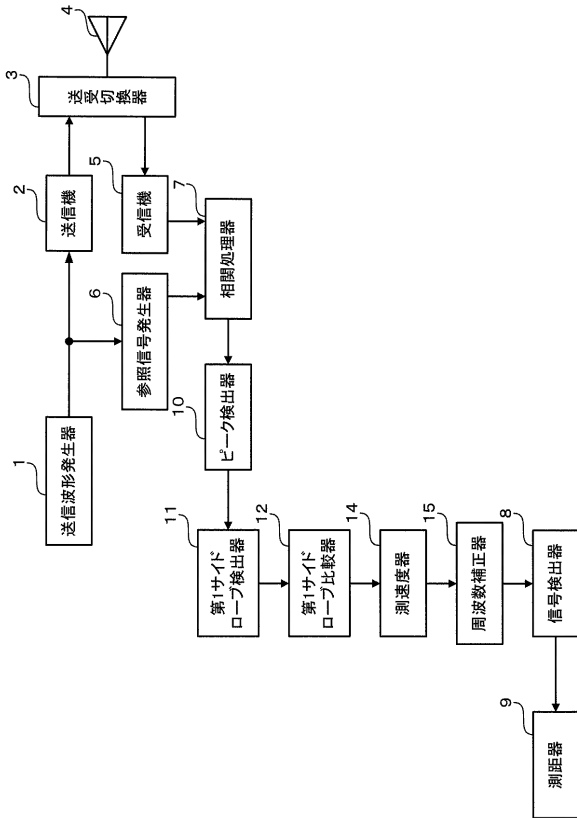 1
送信波形発生器
2
送信機
3
送受切換器
4
5
受信機
6
参照信号発生器
7
相関処理器
10
ピーク検出器
11
第1サイド
ローブ検出器
12
第1サイド
ローブ比較器
14
測速度器
15
周波数補正器
8
信号検出器
9
測距器